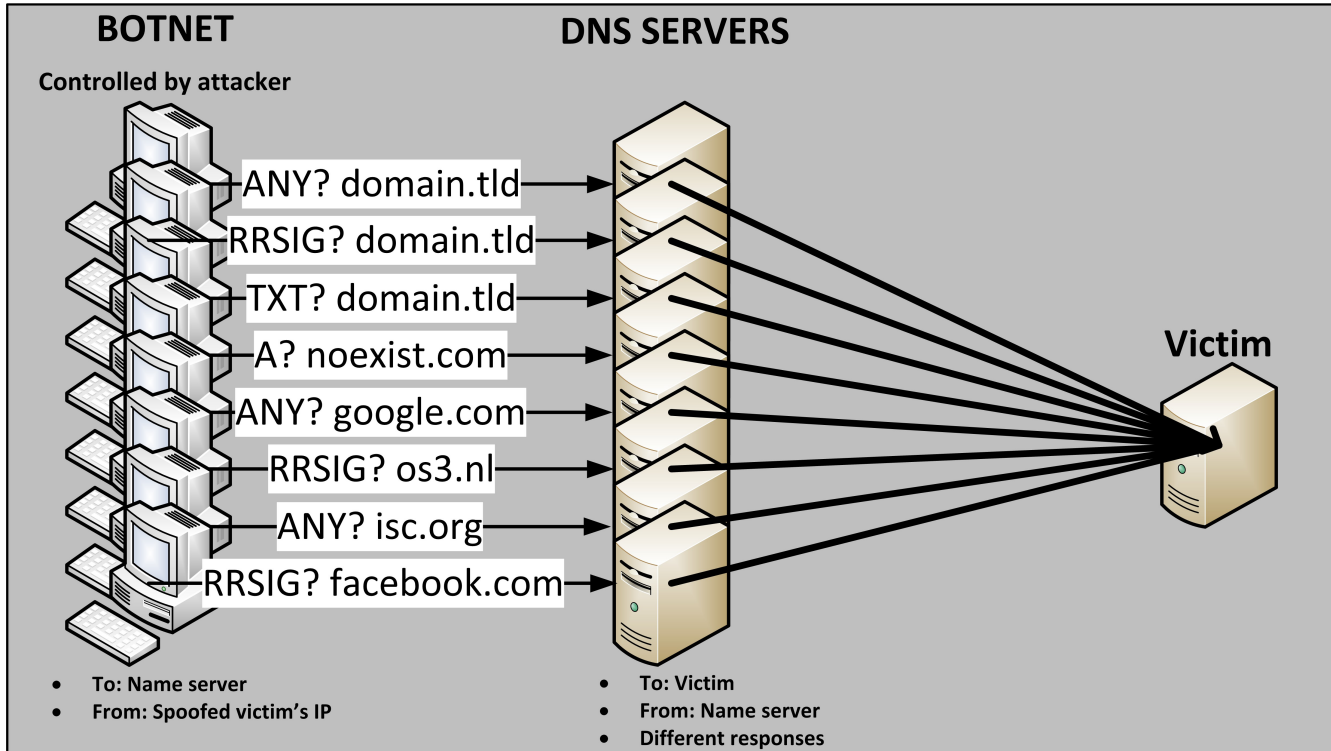 BOTNET
DNS SERVERS
Controlled by attacker
ANY? domain.tld
RRSIG? domain.tld
TXT? domain.tld
A? noexist.com
ANY? google.com
RRSIG? os3.nl
ANY? isc.org
RRSIG? facebook.com
Victim
• To: Name server
• From: Spoofed victim's IP
• To: Victim
• From: Name server
• Different responses